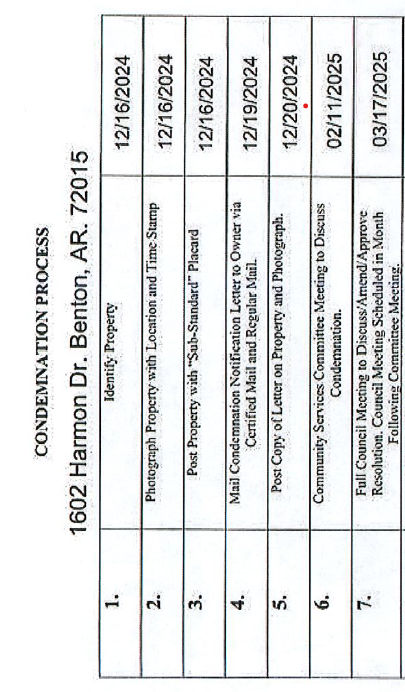 CONDEMNATION PROCESS
1602 Harmon Dr. Benton, AR. 72015
1. Identify Property 12/16/2024
2. Photograph Property with Location and Time Stamp 12/16/2024
3. Post Property with "Sub-Standard" Placard 12/16/2024
4. Mail Condemnation Notification Letter to Owner via 12/19/2024
Certified Mail and Regular Mail.
5. Post Copy of Letter on Property and Photograph. 12/20/2024
6. Community Services Committee Meeting to Discuss 02/11/2025
Condemnation.
7. Full Council Meeting to Discuss/Amend/Approve 03/17/2025
Resolution. Council Meeting Scheduled in Month
Following Committee Meeting.